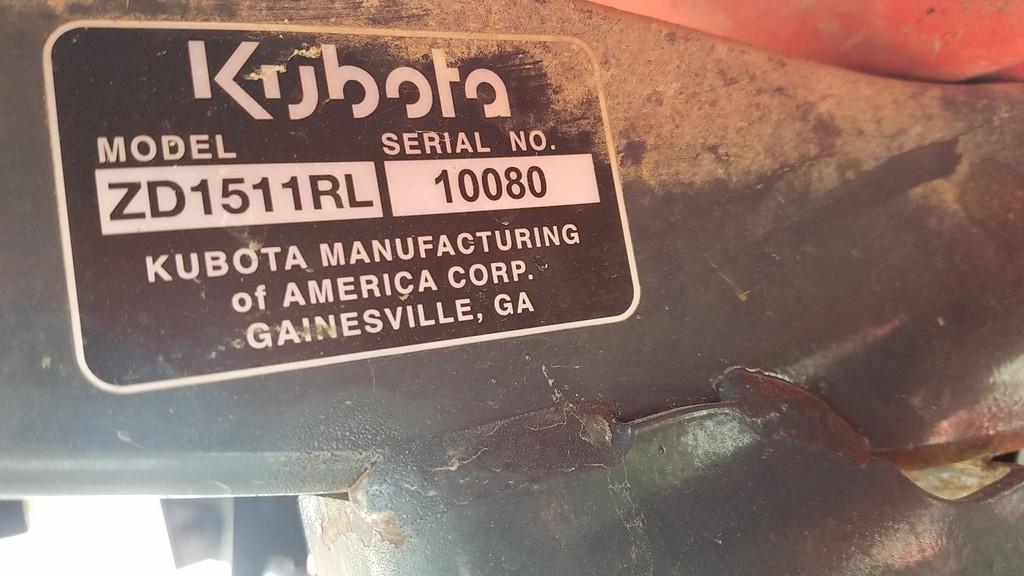 Kubota
MODEL SERIAL NO.
ZD1511RL 10080
KUBOTA MANUFACTURING
of AMERICA CORP.
GAINESVILLE, GA